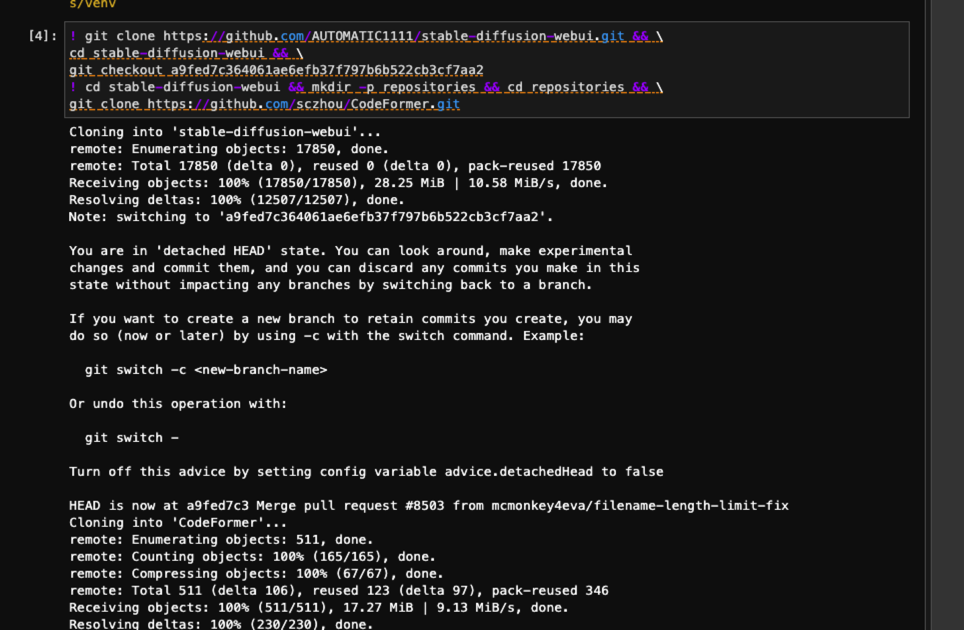 s/venv
[4]: ! git clone https://github.com/AUTOMATIC1111/stable-diffusion-webui.git && \
cd stable-diffusion-webui && \
git checkout a9fed7c364061ae6efb37f797b6b522cb3cf7aa2
! cd stable-diffusion-webui && mkdir -p repositories && cd repositories && \
git clone https://github.com/sczhou/CodeFormer.git
Cloning into 'stable-diffusion-webui'...
remote: Enumerating objects: 17850, done.
remote: Total 17850 (delta 0), reused 0 (delta 0), pack-reused 17850
Receiving objects: 100% (17850/17850), 28.25 MiB | 10.58 MiB/s, done.
Resolving deltas: 100% (12507/12507), done.
Note: switching to 'a9fed7c364061ae6efb37f797b6b522cb3cf7aa2'.
You are in 'detached HEAD' state. You can look around, make experimental
changes and commit them, and you can discard any commits you make in this
state without impacting any branches by switching back to a branch.
If you want to create a new branch to retain commits you create, you may
do so (now or later) by using -c with the switch command. Example:
git switch -c <new-branch-name>
Or undo this operation with:
git switch -
Turn off this advice by setting config variable advice.detachedHead to false
HEAD is now at a9fed7c3 Merge pull request #8503 from mcmonkey4eva/filename-length-limit-fix
Cloning into 'CodeFormer'...
remote: Enumerating objects: 511, done.
remote: Counting objects: 100% (165/165), done.
remote: Compressing objects: 100% (67/67), done.
remote: Total 511 (delta 106), reused 123 (delta 97), pack-reused 346
Receiving objects: 100% (511/511), 17.27 MiB | 9.13 MiB/s, done.
Resolving deltas: 100% (230/230), done.